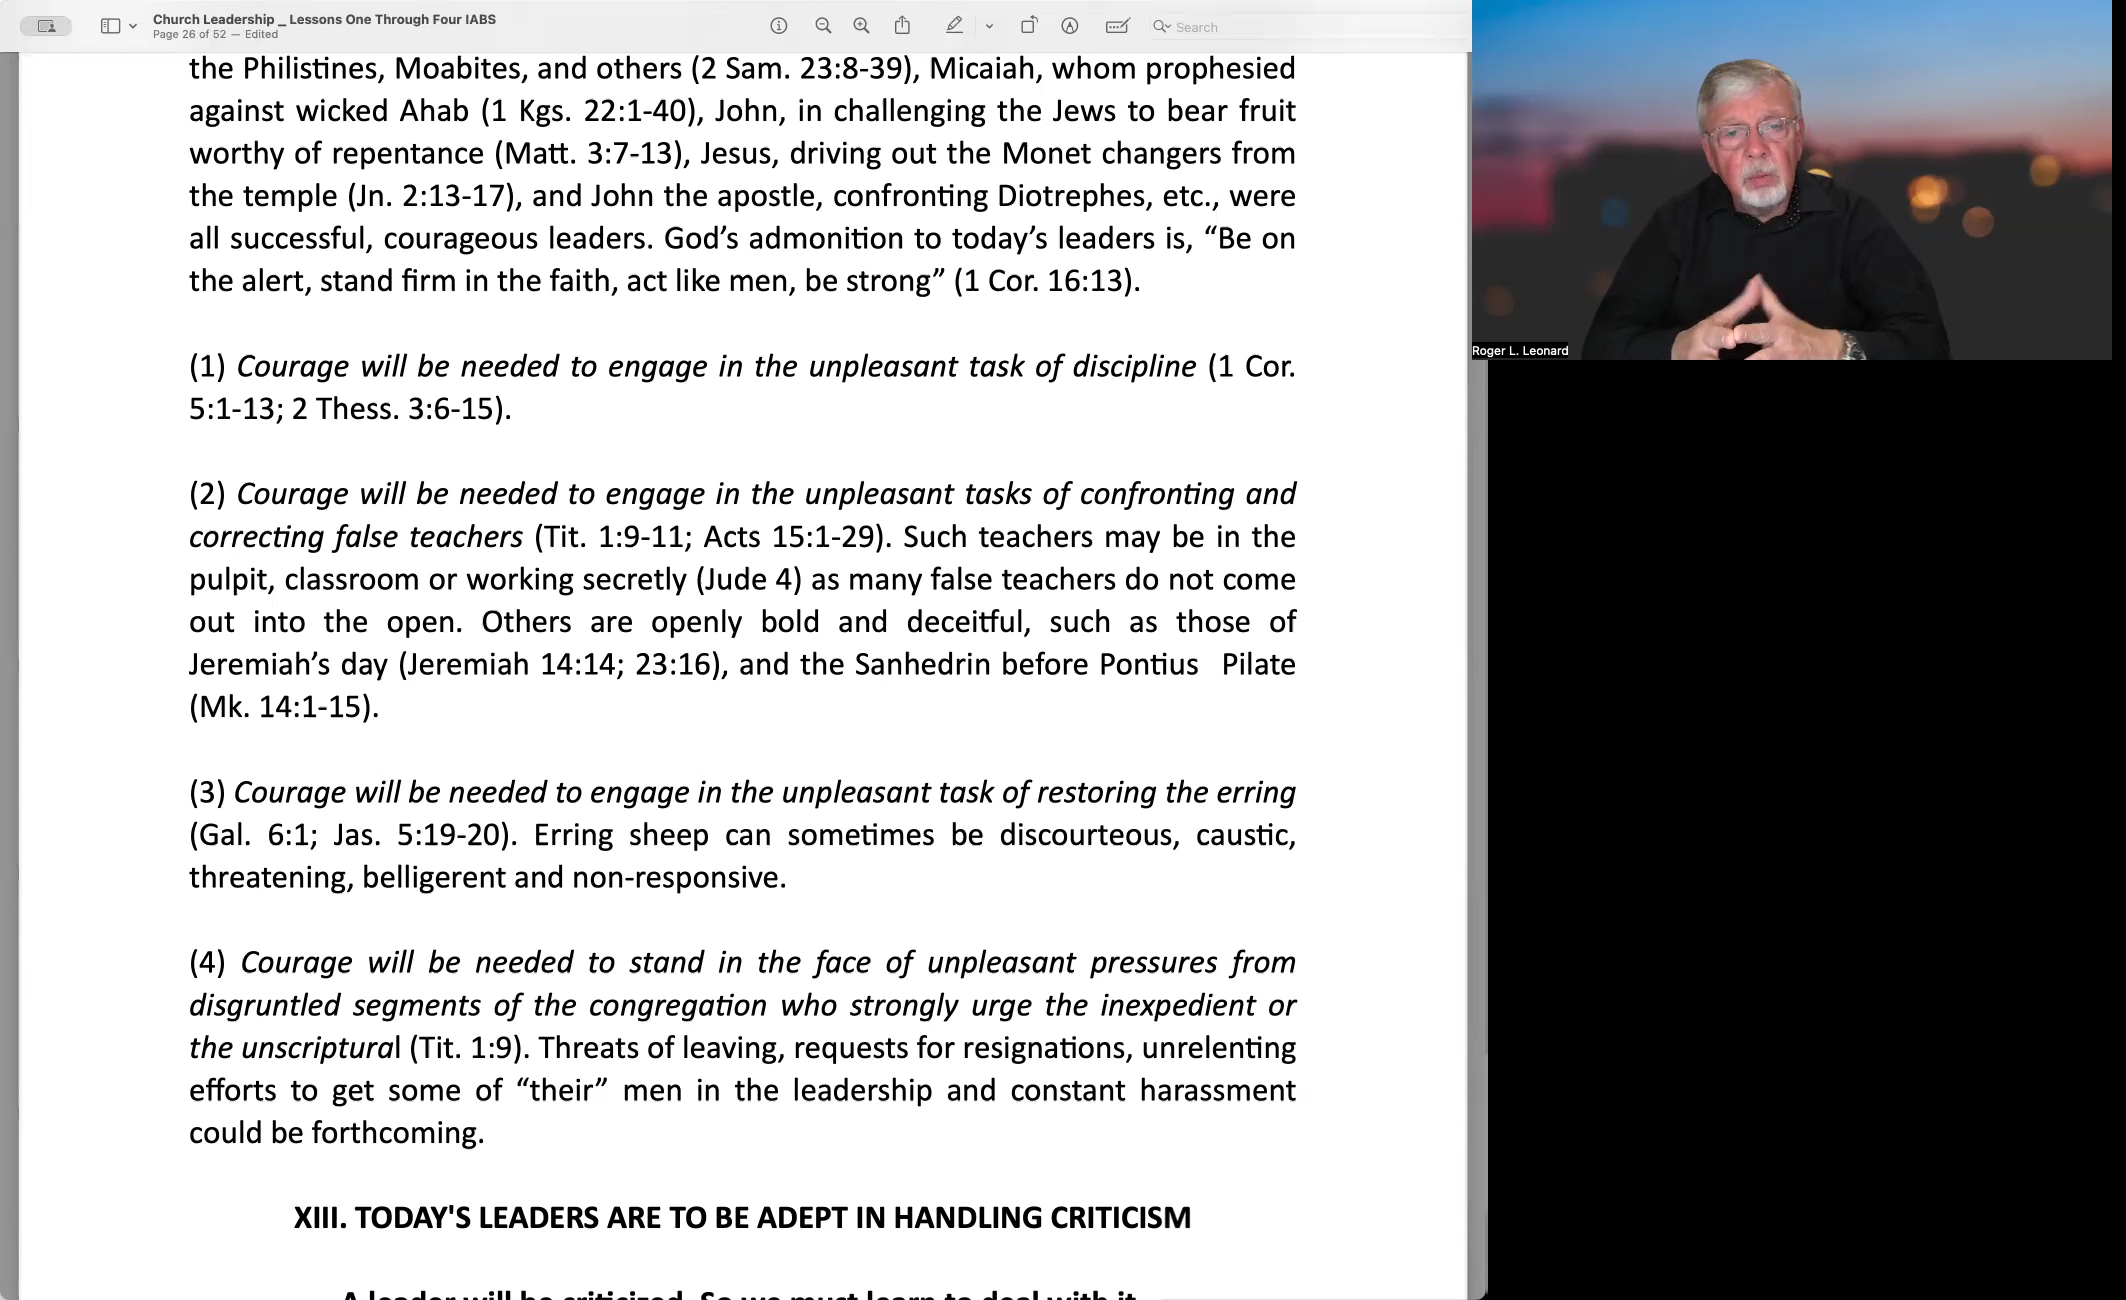 Church Leadership _ Lessons One Through Four IABS
Page 26 of 52 — Edited
Search
the Philistines, Moabites, and others (2 Sam. 23:8-39), Micaiah, whom prophesied
against wicked Ahab (1 Kgs. 22:1-40), John, in challenging the Jews to bear fruit
worthy of repentance (Matt. 3:7-13), Jesus, driving out the Monet changers from
the temple (Jn. 2:13-17), and John the apostle, confronting Diotrephes, etc., were
all successful, courageous leaders. God’s admonition to today’s leaders is, “Be on
the alert, stand firm in the faith, act like men, be strong” (1 Cor. 16:13).
(1) Courage will be needed to engage in the unpleasant task of discipline (1 Cor.
5:1-13; 2 Thess. 3:6-15).
(2) Courage will be needed to engage in the unpleasant tasks of confronting and
correcting false teachers (Tit. 1:9-11; Acts 15:1-29). Such teachers may be in the
pulpit, classroom or working secretly (Jude 4) as many false teachers do not come
out into the open. Others are openly bold and deceitful, such as those of
Jeremiah’s day (Jeremiah 14:14; 23:16), and the Sanhedrin before Pontius  Pilate
(Mk. 14:1-15).
(3) Courage will be needed to engage in the unpleasant task of restoring the erring
(Gal. 6:1; Jas. 5:19-20). Erring sheep can sometimes be discourteous, caustic,
threatening, belligerent and non-responsive.
(4) Courage will be needed to stand in the face of unpleasant pressures from
disgruntled segments of the congregation who strongly urge the inexpedient or
the unscriptural (Tit. 1:9). Threats of leaving, requests for resignations, unrelenting
efforts to get some of “their” men in the leadership and constant harassment
could be forthcoming.
XIII. TODAY'S LEADERS ARE TO BE ADEPT IN HANDLING CRITICISM
A leader will be criticized. So we must learn to deal with it.
Roger L. Leonard